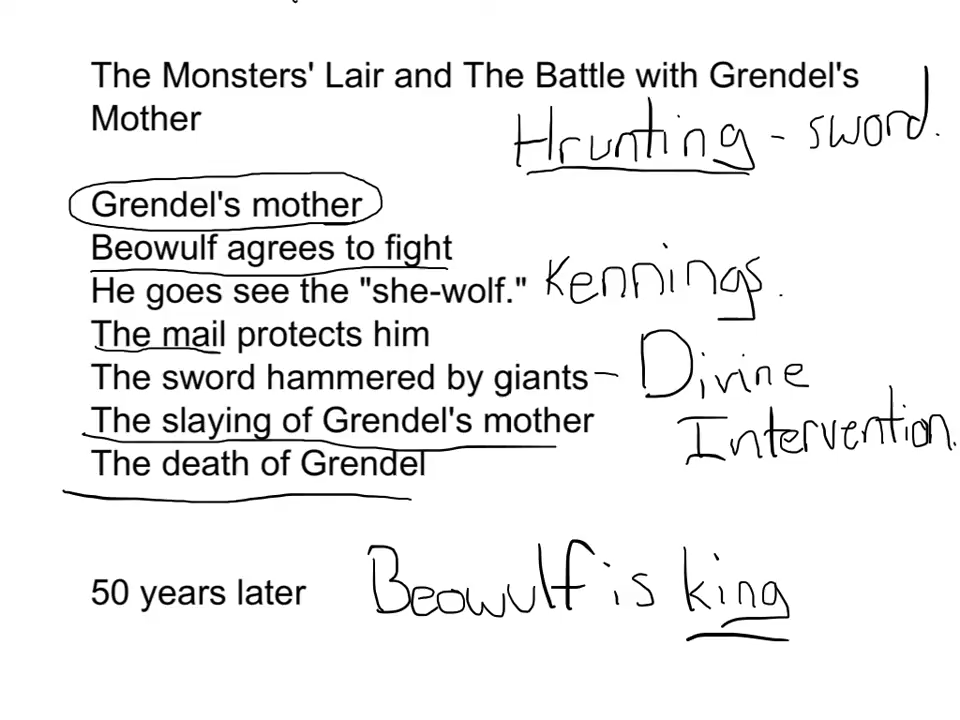 The Monsters' Lair and The Battle with Grendel's
Mother
Hrunting - sword.
Grendel's mother
Beowulf agrees to fight
He goes see the "she-wolf." Kennings.
The mail protects him
The sword hammered by giants - Divine
Intervention.
The slaying of Grendel's mother
The death of Grendel
50 years later Beowulf is king